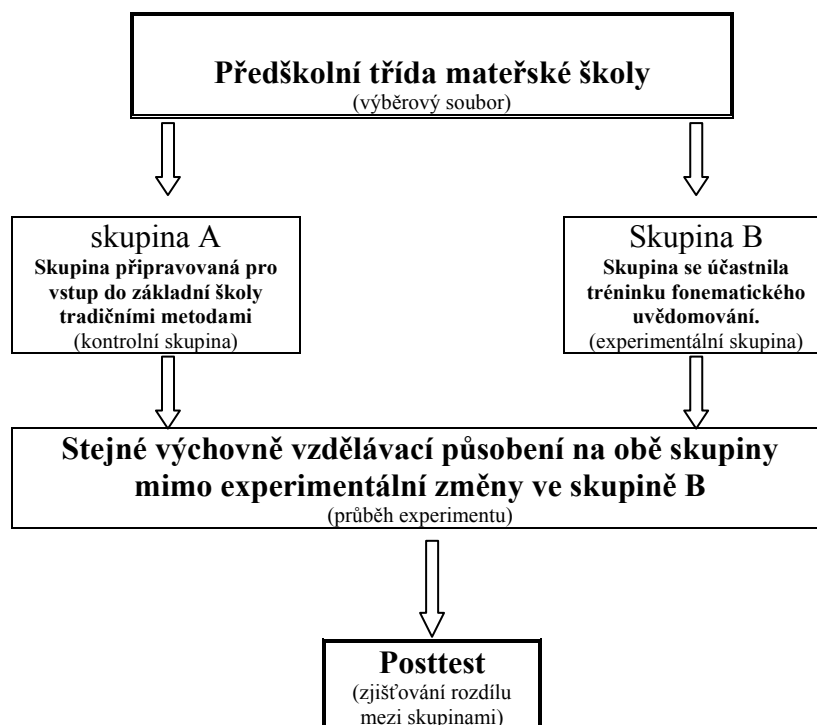 Předškolní třída mateřské školy
(výběrový soubor)
skupina A
Skupina připravovaná pro
vstup do základní školy
tradičními metodami
(kontrolní skupina)
Skupina B
Skupina se účastnila
tréninku fonematického
uvědomování.
(experimentální skupina)
Stejné výchovně vzdělávací působení na obě skupiny
mimo experimentální změny ve skupině B
(průběh experimentu)
Posttest
(zjišťování rozdílu
mezi skupinami)